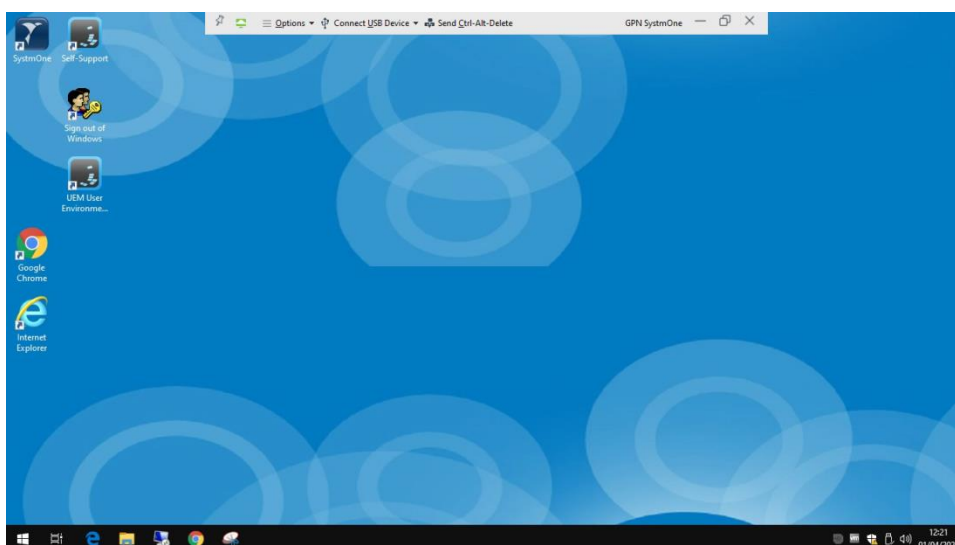 Options Connect USB Device Send Ctrl-Alt-Delete GPN SystmOne
SystmOne Self-Support
Sign out of
Windows
UEM User
Environme...
Google
Chrome
Internet
Explorer
12:21